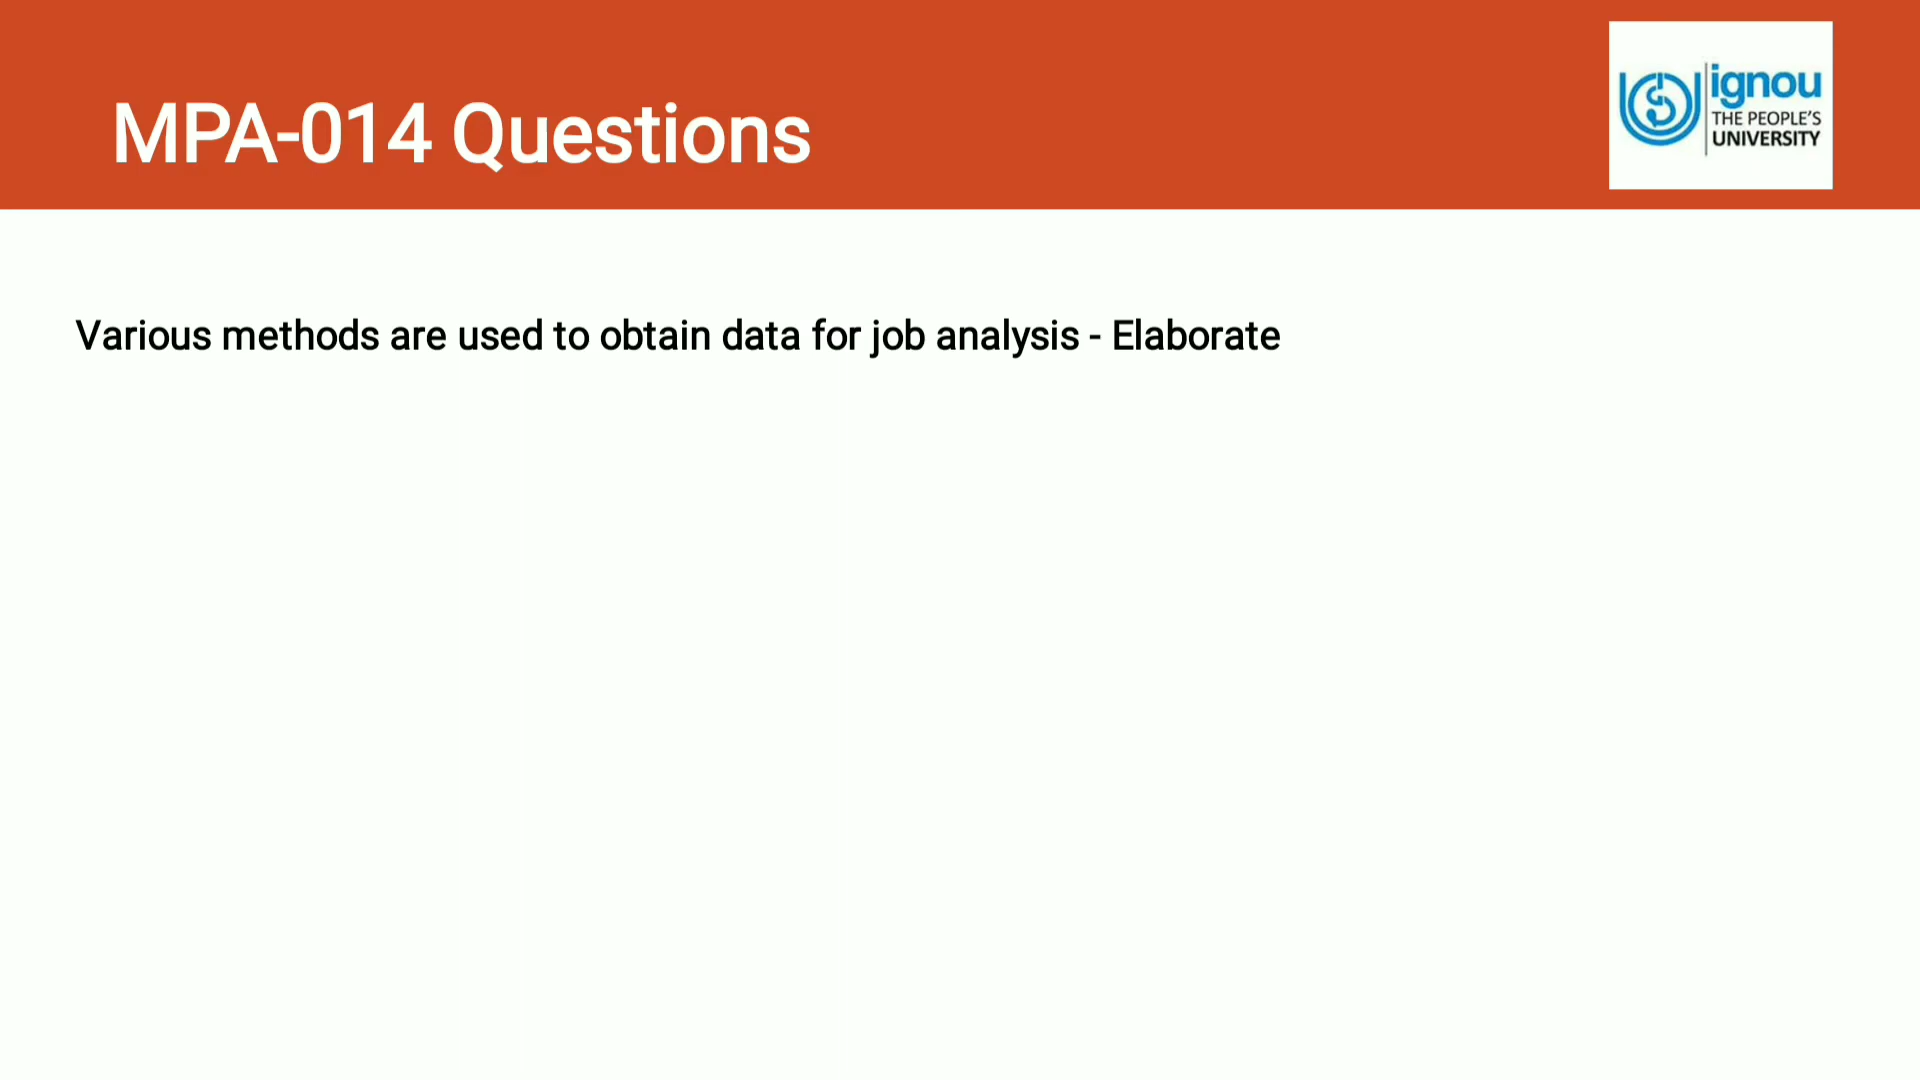 MPA-014 Questions
ignou
THE PEOPLE'S
UNIVERSITY
Various methods are used to obtain data for job analysis - Elaborate